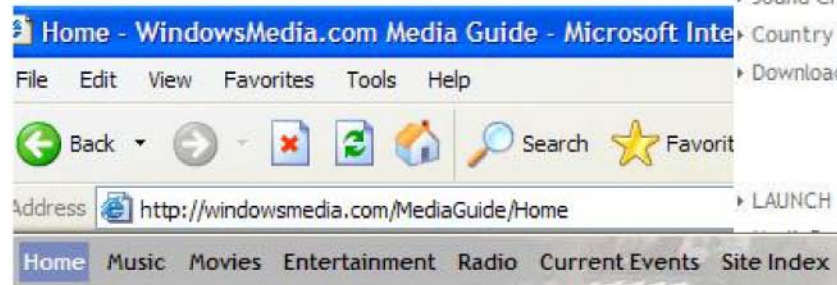 Home - WindowsMedia.com Media Guide - Microsoft Inte
Country
File Edit View Favorites Tools Help
Download
Back Search Favorit
Address http://windowsmedia.com/MediaGuide/Home
LAUNCH
Home Music Movies Entertainment Radio Current Events Site Index